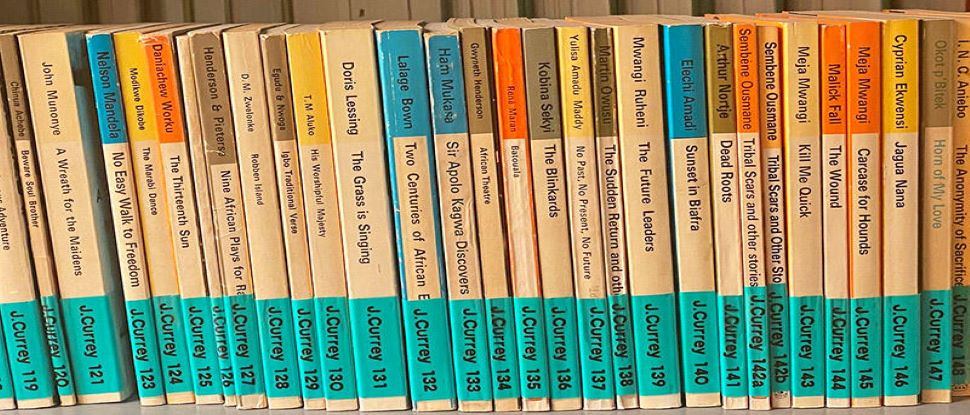 us Adventure
Chinua Achebe Beware Soul Brother J.Currey 119
John Munonye A Wreath for the Maidens J.Currey 120
J.Currey 121
Nelson Mandela No Easy Walk to Freedom J.Currey 123
Modikwe Dikobe The Marabi Dance J.Currey 124
Daniachew Worku The Thirteenth Sun J.Currey 125
Henderson & Pieterse Nine African Plays for Ra J.Currey 126
J.Currey 127
D. M. Zwelonke Robben Island J.Currey 128
Egudu & Nwoga Igbo Traditional Verse J.Currey 129
T. M Aluko His Worshipful Majesty J.Currey 130
Doris Lessing The Grass is Singing J.Currey 131
Lalage Bown Two Centuries of African E J.Currey 132
Ham Mukasa Sir Apolo Kagwa Discovers J.Currey 133
Gwyneth Henderson African Theatre J.Currey 134
René Maran Batouala J.Currey 135
Kobina Sekyi The Blinkards J.Currey 136
Yulisa Amadu Maddy No Past, No Present, No Future J.Currey 137
Martin Owusu The Sudden Return and oth J.Currey 138
Mwangi Ruheni The Future Leaders J.Currey 139
Elechi Amadi Sunset in Biafra J.Currey 140
Arthur Nortje Dead Roots J.Currey 141
Sembène Ousmane Tribal Scars and other stories J.Currey 142a
Sembene Ousmane Tribal Scars and Other Sto J.Currey 142b
Meja Mwangi Kill Me Quick J.Currey 143
Malick Fall The Wound J.Currey 144
Meja Mwangi Carcase for Hounds J.Currey 145
Cyprian Ekwensi Jagua Nana J.Currey 146
Okot p'Bitek Horn of My Love J.Currey 147
I. N. C. Aniebo The Anonymity of Sacrifice J.Currey 148